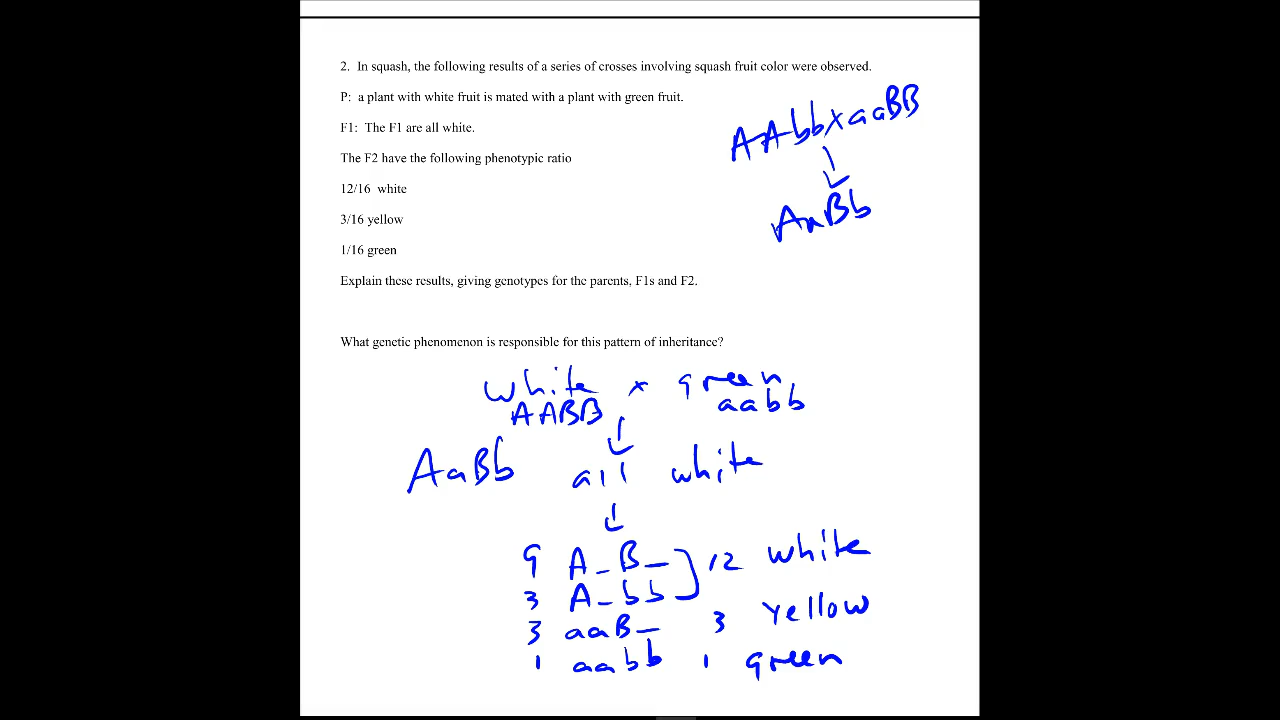 2. In squash, the following results of a series of crosses involving squash fruit color were observed.
P: a plant with white fruit is mated with a plant with green fruit.
F1: The F1 are all white.
The F2 have the following phenotypic ratio
12/16 white
3/16 yellow
1/16 green
Explain these results, giving genotypes for the parents, F1s and F2.
What genetic phenomenon is responsible for this pattern of inheritance?
AAbb x aaBB
AaBb
white x green
AABB aabb
AaBb all white
9 A_B_
3 A_bb
12 white
3 aaB_ 3 yellow
1 aabb 1 green